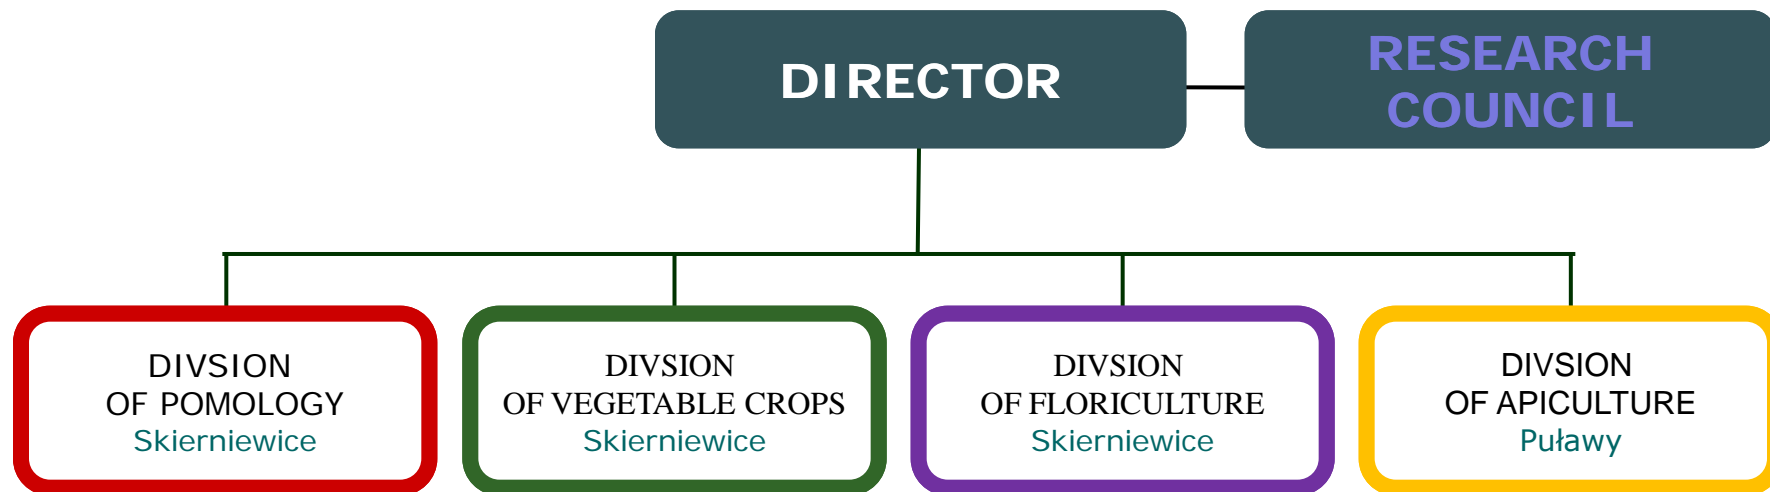 DIRECTOR
RESEARCH
COUNCIL
DIVSION
OF POMOLOGY
Skierniewice
DIVSION
OF VEGETABLE CROPS
Skierniewice
DIVSION
OF FLORICULTURE
Skierniewice
DIVSION
OF APICULTURE
Puławy